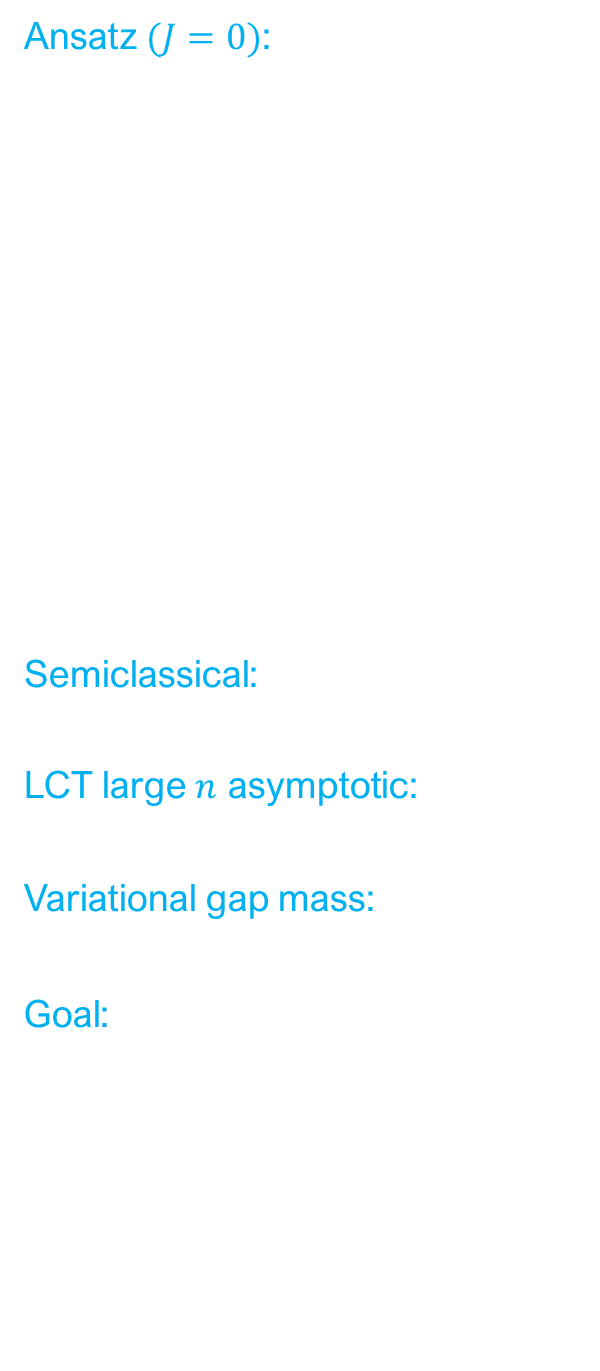 Ansatz (J = 0):
Semiclassical:
LCT large n asymptotic:
Variational gap mass:
Goal: